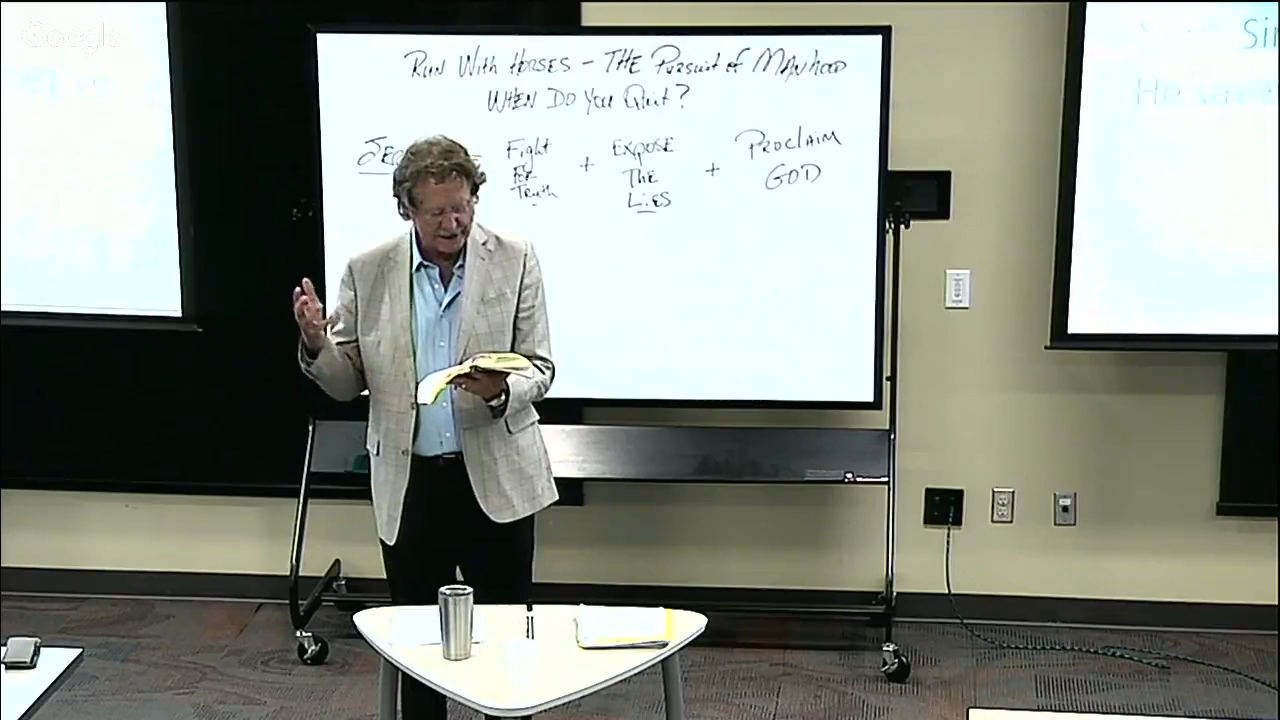 Google
Sin
RUN WITH HORSES - THE PURSUIT OF MANHOOD
WHEN DO YOU QUIT?
Fight
FOR
Truth
+
EXPOSE
THE
LiES
+
PROCLAIM
GOD